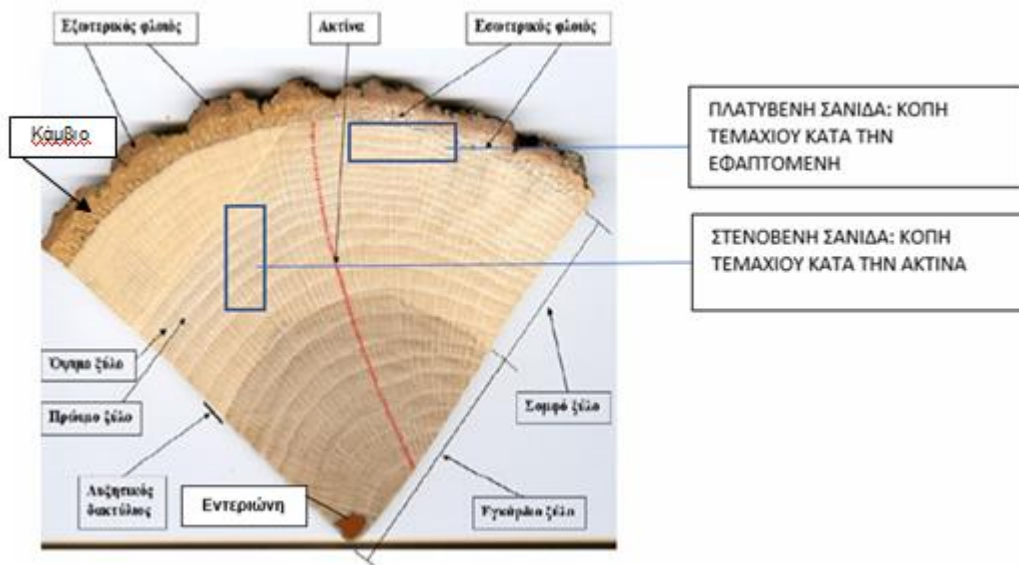 Εξωτερικός φλοιός
Ακτίνα
Εσωτερικός φλοιός
ΠΛΑΤΥΒΕΝΗ ΣΑΝΙΔΑ: ΚΟΠΗ
ΤΕΜΑΧΙΟΥ ΚΑΤΑ ΤΗΝ
ΕΦΑΠΤΟΜΕΝΗ
Κάμβιο
ΣΤΕΝΟΒΕΝΗ ΣΑΝΙΔΑ: ΚΟΠΗ
ΤΕΜΑΧΙΟΥ ΚΑΤΑ ΤΗΝ ΑΚΤΙΝΑ
Όψιμο ξύλο
Πρώιμο ξύλο
Σομφό ξύλο
Αυξητικός
δακτύλιος
Εντεριώνη
Εγκάρδιο ξύλο